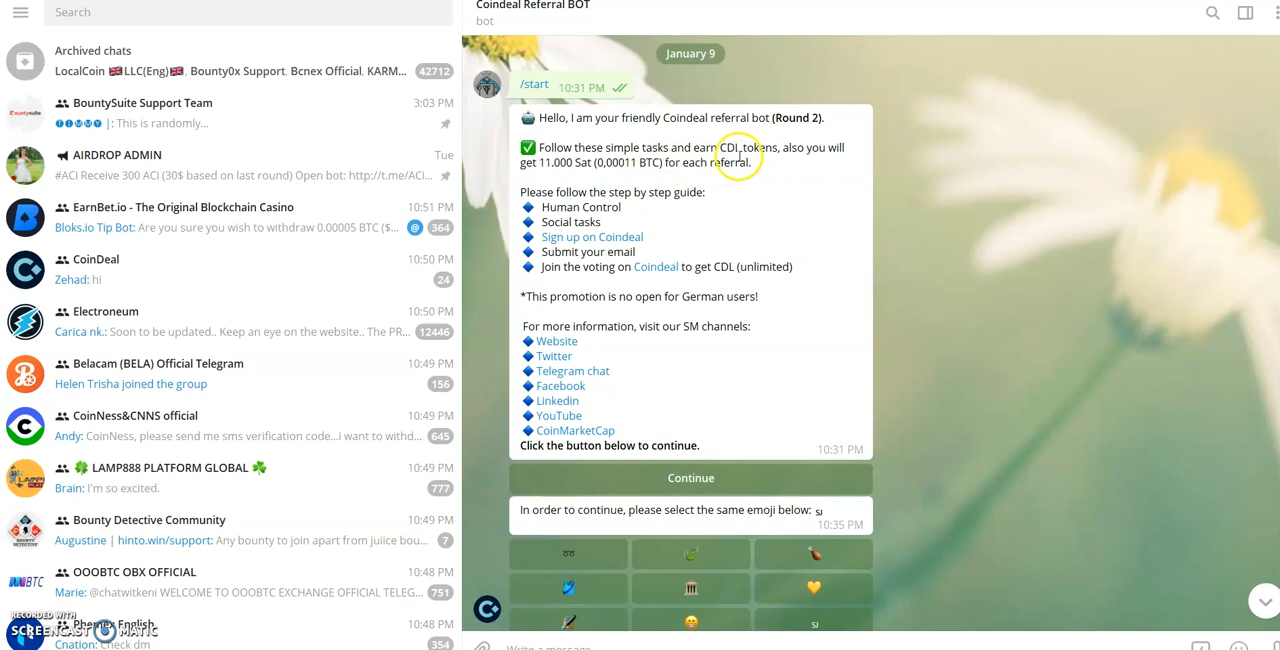 Search
Archived chats
LocalCoin 🇬🇧LLC(Eng)🇬🇧, Bounty0x Support, Bcnex Official, KARM... 42712
BountySuite Support Team 3:03 PM
Ⓣⓘⓜⓜⓨ |: This is randomly...
AIRDROP ADMIN Tue
#ACI Receive 300 ACI (30$ based on last round) Open bot: http://t.me/ACI...
EarnBet.io - The Original Blockchain Casino 10:51 PM
Bloks.io Tip Bot: Are you sure you wish to withdraw 0.00005 BTC ($... @ 364
CoinDeal 10:50 PM
Zehad: hi 24
Electroneum 10:50 PM
Carica nk.: Soon to be updated.. Keep an eye on the website.. The PR... 12446
Belacam (BELA) Official Telegram 10:49 PM
Helen Trisha joined the group 156
CoinNess&CNNS official 10:49 PM
Andy: CoinNess, please send me sms verification code...i want to withd... 645
🍀 LAMP888 PLATFORM GLOBAL 🍀 10:49 PM
Brain: I'm so excited. 777
Bounty Detective Community 10:49 PM
Augustine | hinto.win/support: Any bounty to join apart from juiice bou... 7
OOOBTC OBX OFFICIAL 10:48 PM
Marie: @chatwitkeni WELCOME TO OOOBTC EXCHANGE OFFICIAL TELEG... 751
Phemex English 10:48 PM
Cnation: Check dm 354
RECORDED WITH
SCREENCAST MATIC
Coindeal Referral BOT
bot
January 9
/start 10:31 PM
🤖 Hello, I am your friendly Coindeal referral bot (Round 2).
✅ Follow these simple tasks and earn CDL tokens, also you will
get 11.000 Sat (0,00011 BTC) for each referral.
Please follow the step by step guide:
🔹 Human Control
🔹 Social tasks
🔹 Sign up on Coindeal
🔹 Submit your email
🔹 Join the voting on Coindeal to get CDL (unlimited)
*This promotion is no open for German users!
For more information, visit our SM channels:
🔹 Website
🔹 Twitter
🔹 Telegram chat
🔹 Facebook
🔹 Linkedin
🔹 YouTube
🔹 CoinMarketCap
Click the button below to continue. 10:31 PM
Continue
In order to continue, please select the same emoji below: SJ
10:35 PM
SJ
Write a message...